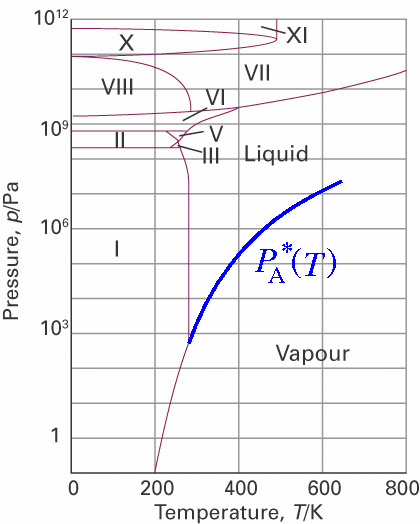 10¹²
XI
X
VII
VIII
VI
10⁹
V
II
III
Liquid
Pressure, p/Pa
10⁶
I
P_A*(T)
10³
Vapour
1
0 200 400 600 800
Temperature, T/K